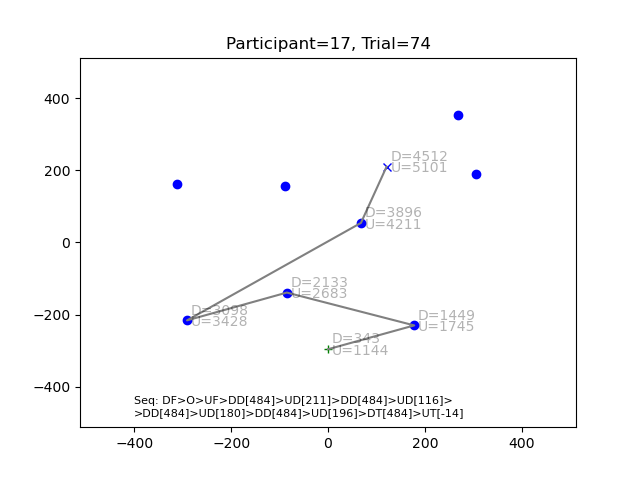 Participant=17, Trial=74
400
200
0
−200
−400
D=4512
U=5101
D=3896
U=4211
D=2133
U=2683
D=3098
U=3428
D=1449
U=1745
D=343
U=1144
Seq: DF>O>UF>DD[484]>UD[211]>DD[484]>UD[116]>
>DD[484]>UD[180]>DD[484]>UD[196]>DT[484]>UT[-14]
−400 −200 0 200 400